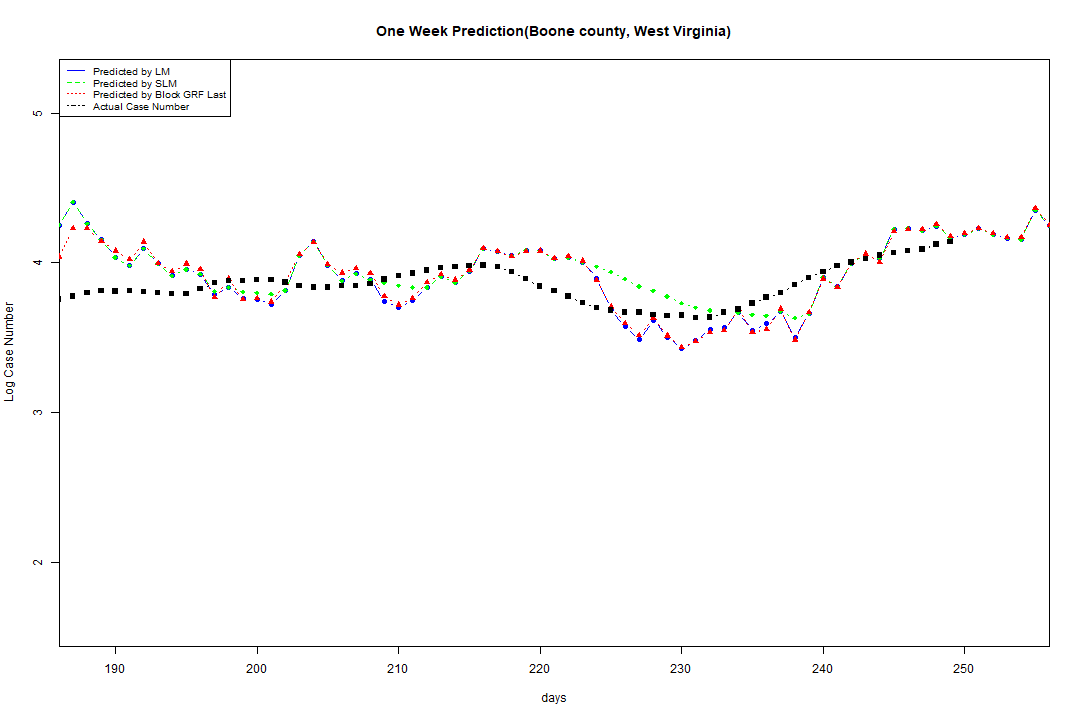 One Week Prediction(Boone county, West Virginia)
Predicted by LM
Predicted by SLM
Predicted by Block GRF Last
Actual Case Number
5
4
3
2
Log Case Number
190 200 210 220 230 240 250
days